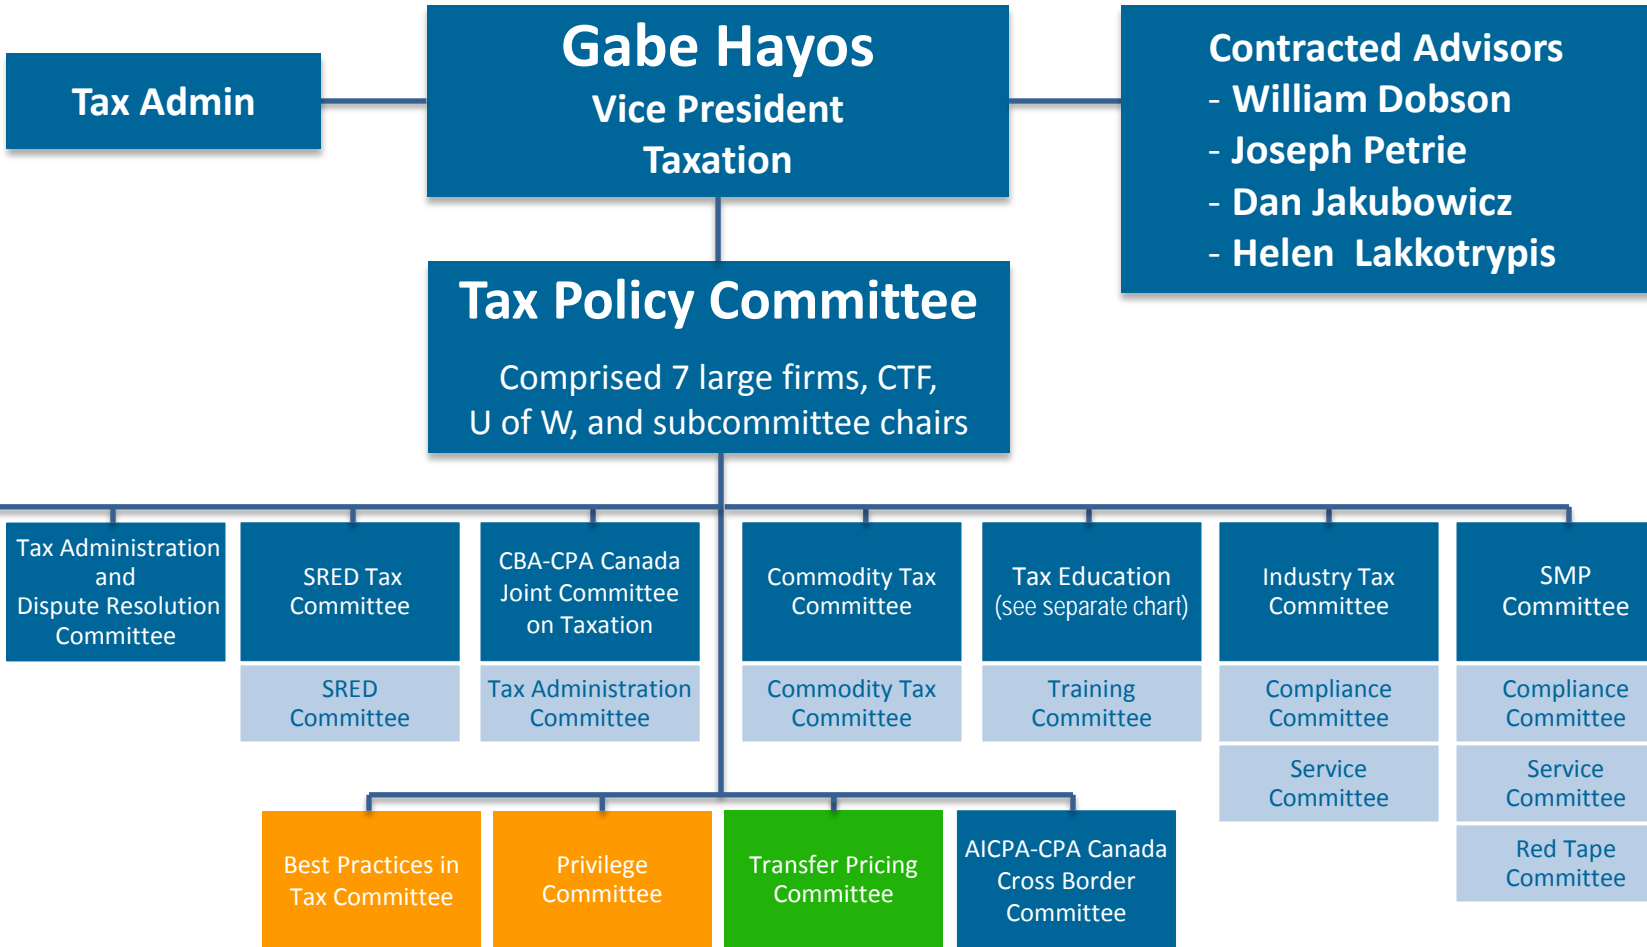 Tax Admin
Gabe Hayos
Vice President
Taxation
Contracted Advisors
- William Dobson
- Joseph Petrie
- Dan Jakubowicz
- Helen Lakkotrypis
Tax Policy Committee
Comprised 7 large firms, CTF,
U of W, and subcommittee chairs
Tax Administration
and
Dispute Resolution
Committee
SRED Tax
Committee
SRED
Committee
CBA-CPA Canada
Joint Committee
on Taxation
Tax Administration
Committee
Commodity Tax
Committee
Commodity Tax
Committee
Tax Education
(see separate chart)
Training
Committee
Industry Tax
Committee
Compliance
Committee
Service
Committee
SMP
Committee
Compliance
Committee
Service
Committee
Red Tape
Committee
Best Practices in
Tax Committee
Privilege
Committee
Transfer Pricing
Committee
AICPA-CPA Canada
Cross Border
Committee